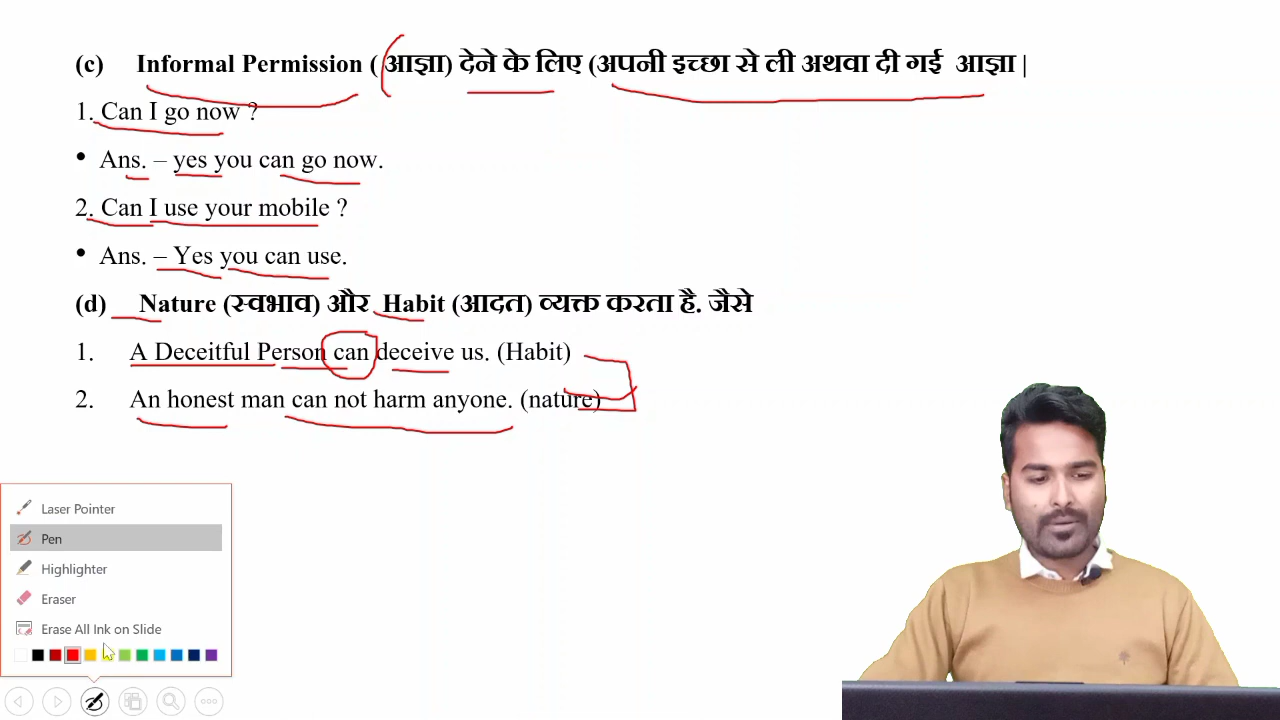 (c) Informal Permission ( आज्ञा) देने के लिए (अपनी इच्छा से ली अथवा दी गई आज्ञा |
1. Can I go now ?
• Ans. – yes you can go now.
2. Can I use your mobile ?
• Ans. – Yes you can use.
(d) Nature (स्वभाव) और Habit (आदत) व्यक्त करता है. जैसे
1. A Deceitful Person can deceive us. (Habit)
2. An honest man can not harm anyone. (nature)
Laser Pointer
Pen
Highlighter
Eraser
Erase All Ink on Slide